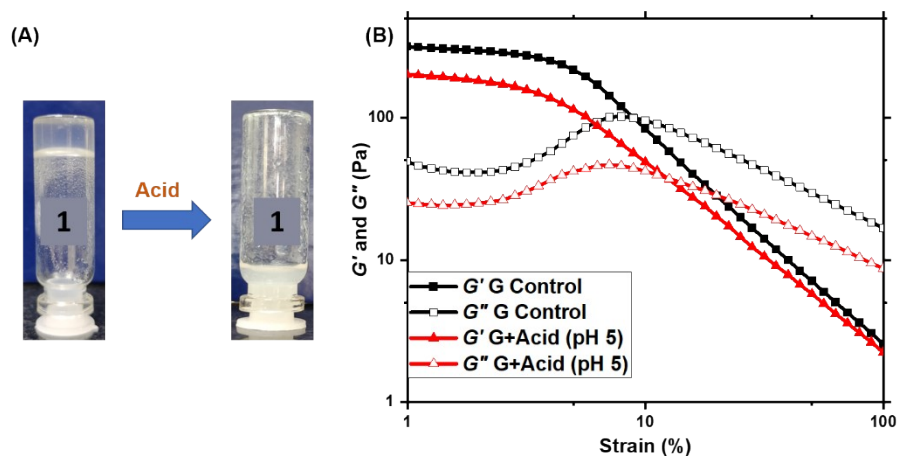 (A)
1
Acid
1
(B)
G′ and G″ (Pa)
100
10
1
G′ G Control
G″ G Control
G′ G+Acid (pH 5)
G″ G+Acid (pH 5)
1
10
100
Strain (%)